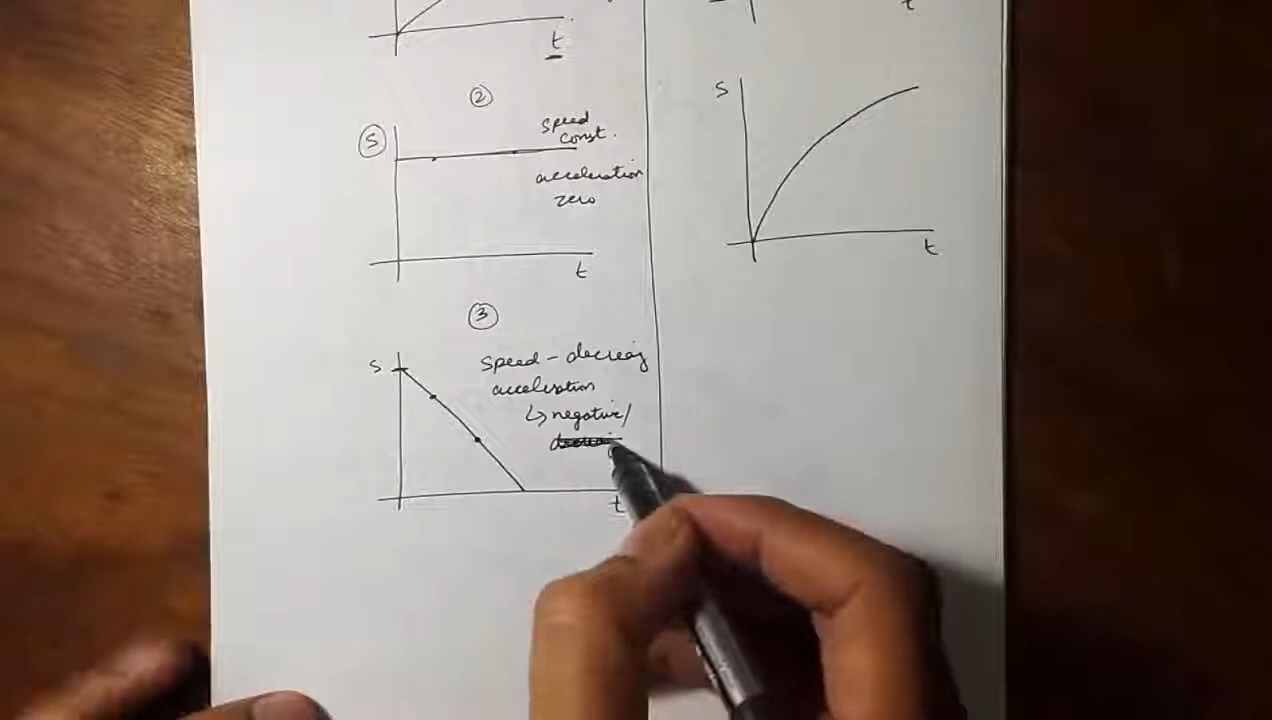 t
t
②
S
speed
const.
acceleration
zero
t
S
t
③
S
speed - decreasing
acceleration
↳ negative/
t